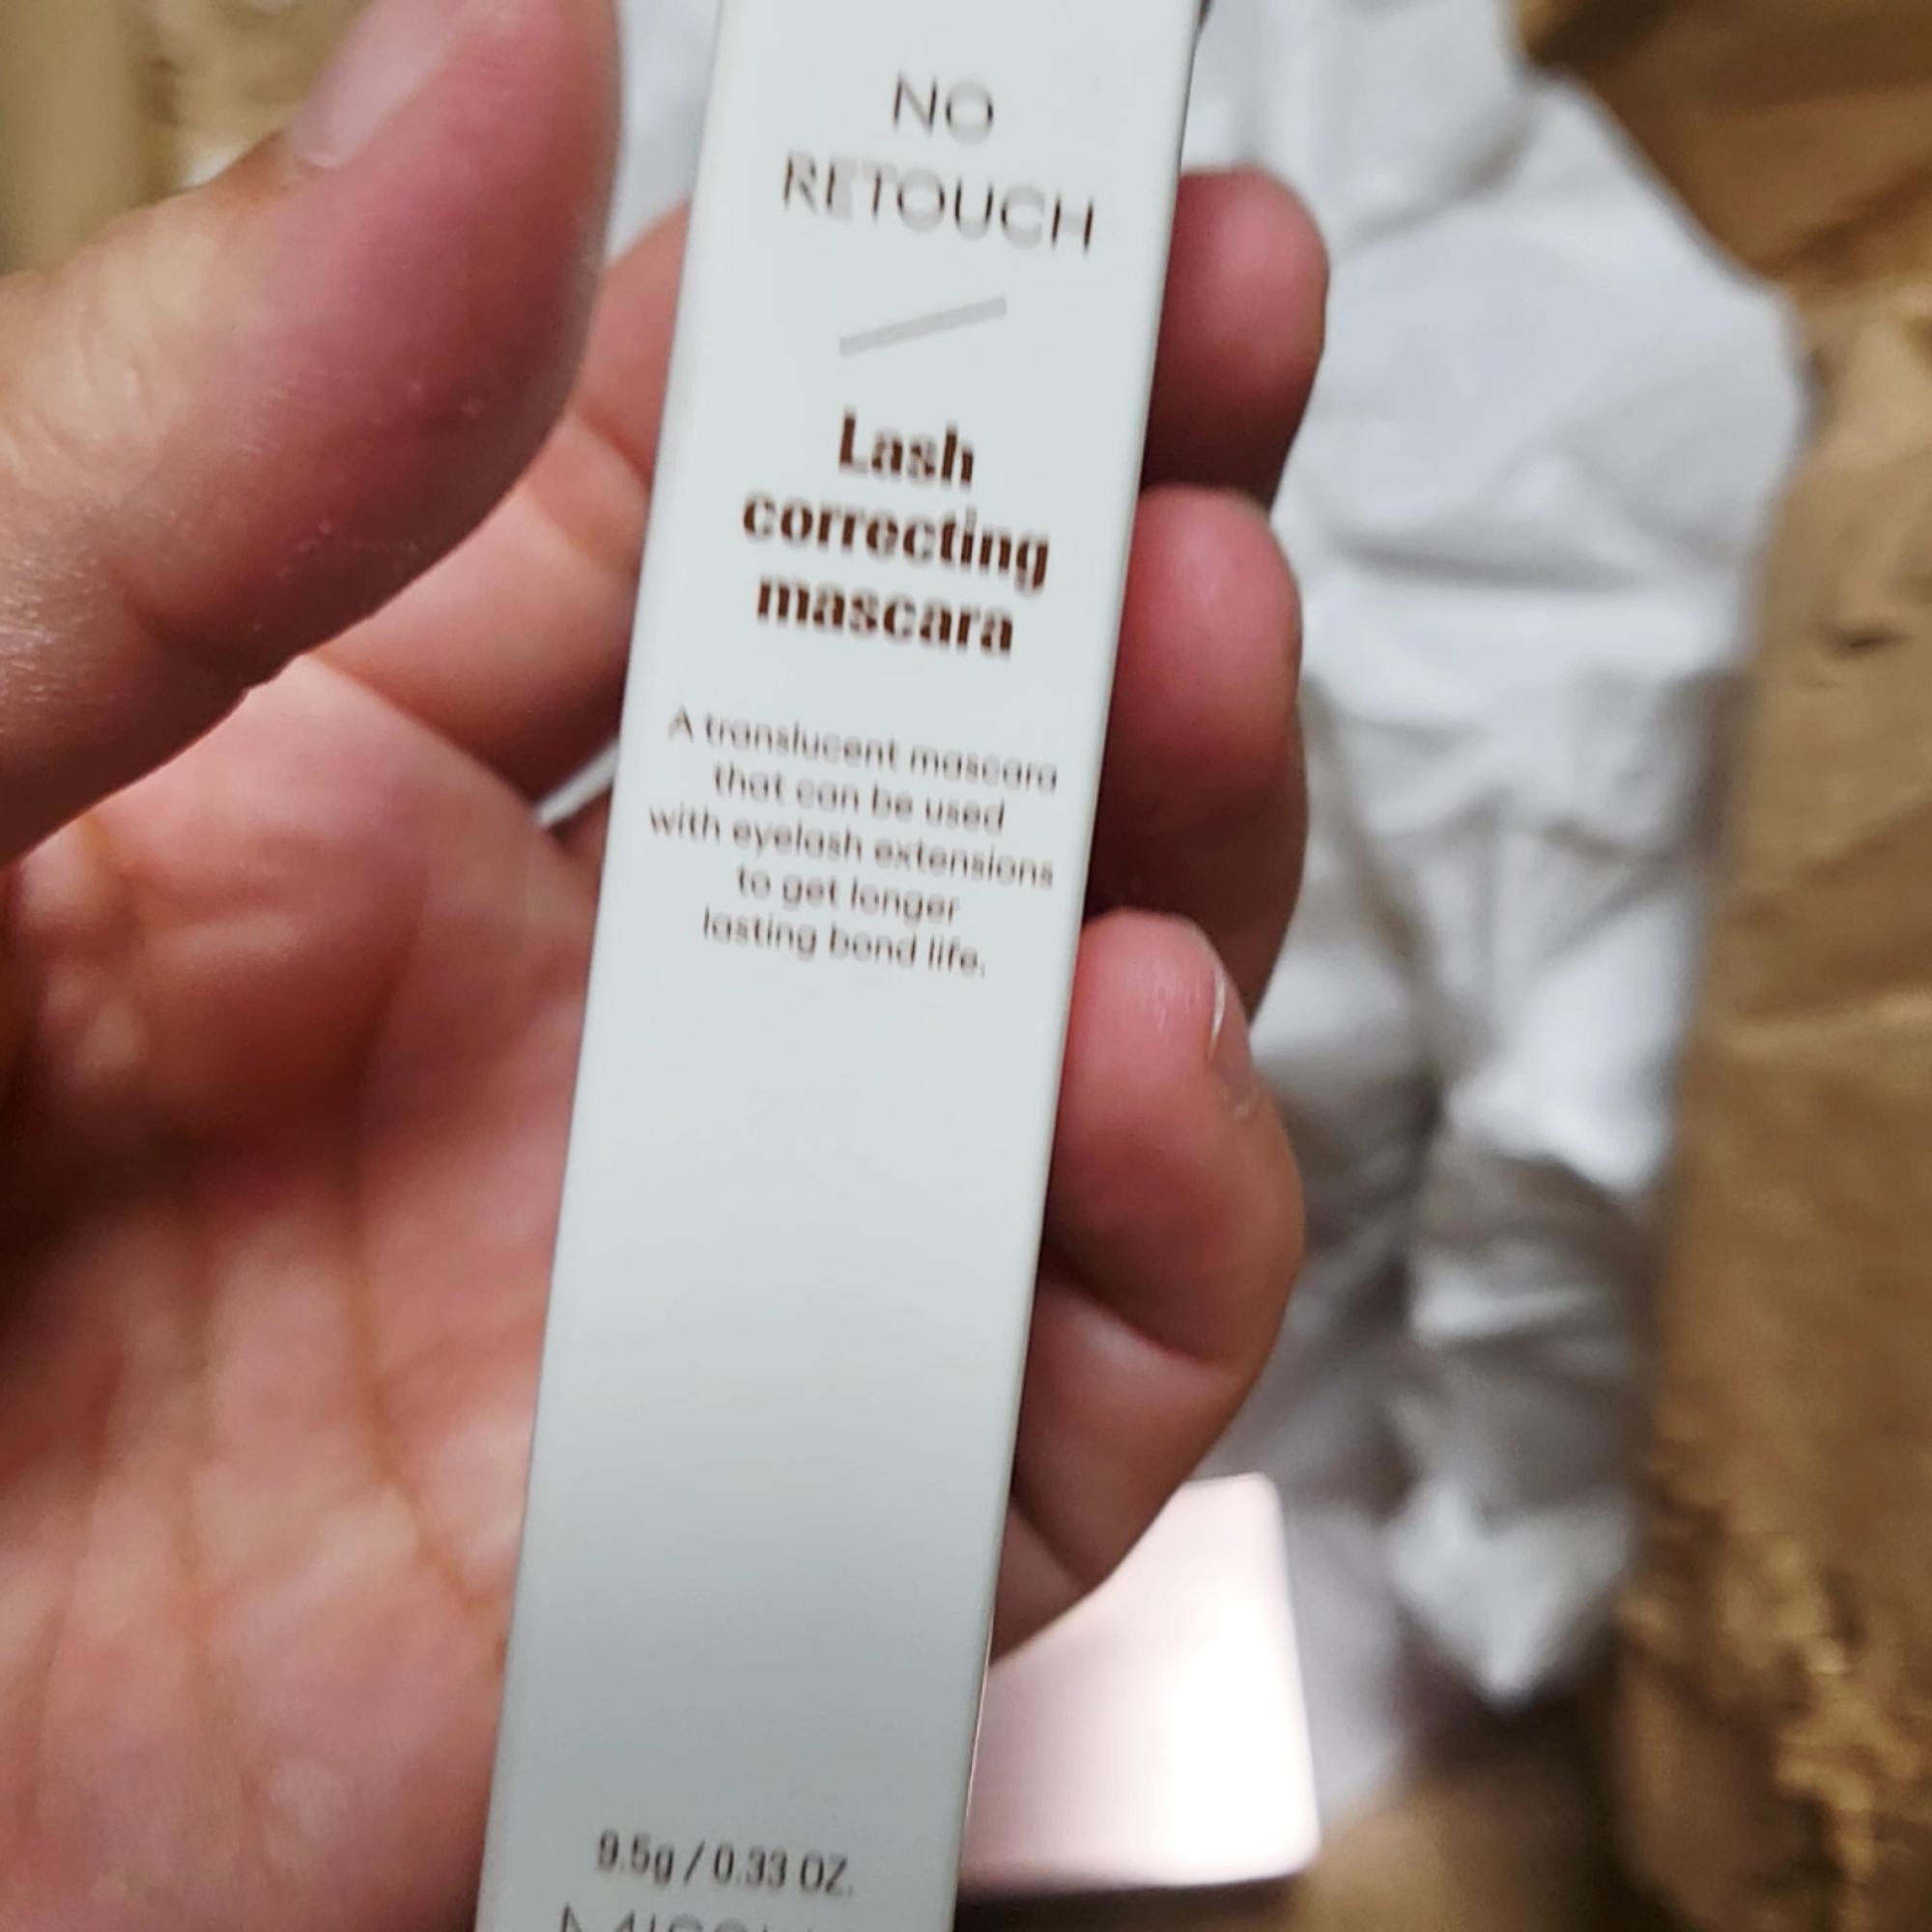 NO
RETOUCH
Lash
correcting
mascara
A translucent mascara
that can be used
with eyelash extensions
to get longer
lasting bond life.
9.5g / 0.33 OZ.